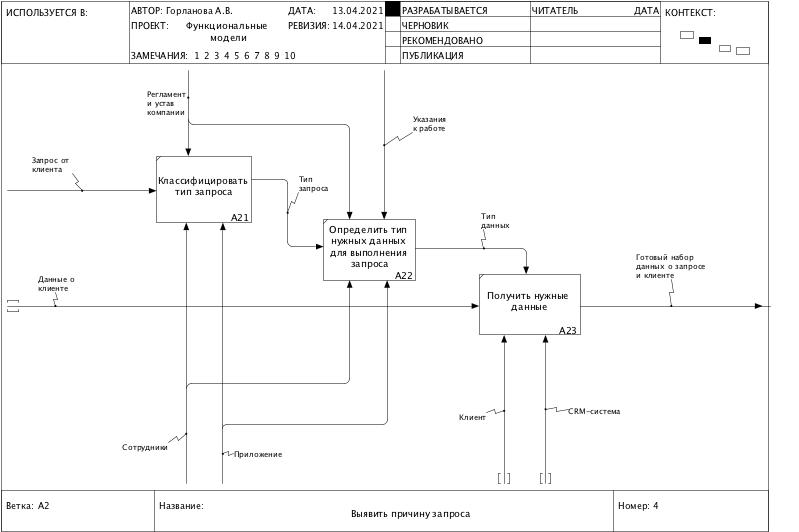 ИСПОЛЬЗУЕТСЯ В:
АВТОР: Горланова А.В.
ДАТА: 13.04.2021
ПРОЕКТ: Функциональные
модели
РЕВИЗИЯ: 14.04.2021
ЗАМЕЧАНИЯ: 1 2 3 4 5 6 7 8 9 10
РАЗРАБАТЫВАЕТСЯ
ЧЕРНОВИК
РЕКОМЕНДОВАНО
ПУБЛИКАЦИЯ
ЧИТАТЕЛЬ ДАТА
КОНТЕКСТ:
Регламент
и устав
компании
Указания
к работе
Запрос от
клиента
Классифицировать
тип запроса
A21
Тип
запроса
Определить тип
нужных данных
для выполнения
запроса
A22
Тип
данных
Данные о
клиенте
Получить нужные
данные
A23
Готовый набор
данных о запросе
и клиенте
Сотрудники
Приложение
Клиент
CRM-система
Ветка: A2
Название:
Выявить причину запроса
Номер: 4